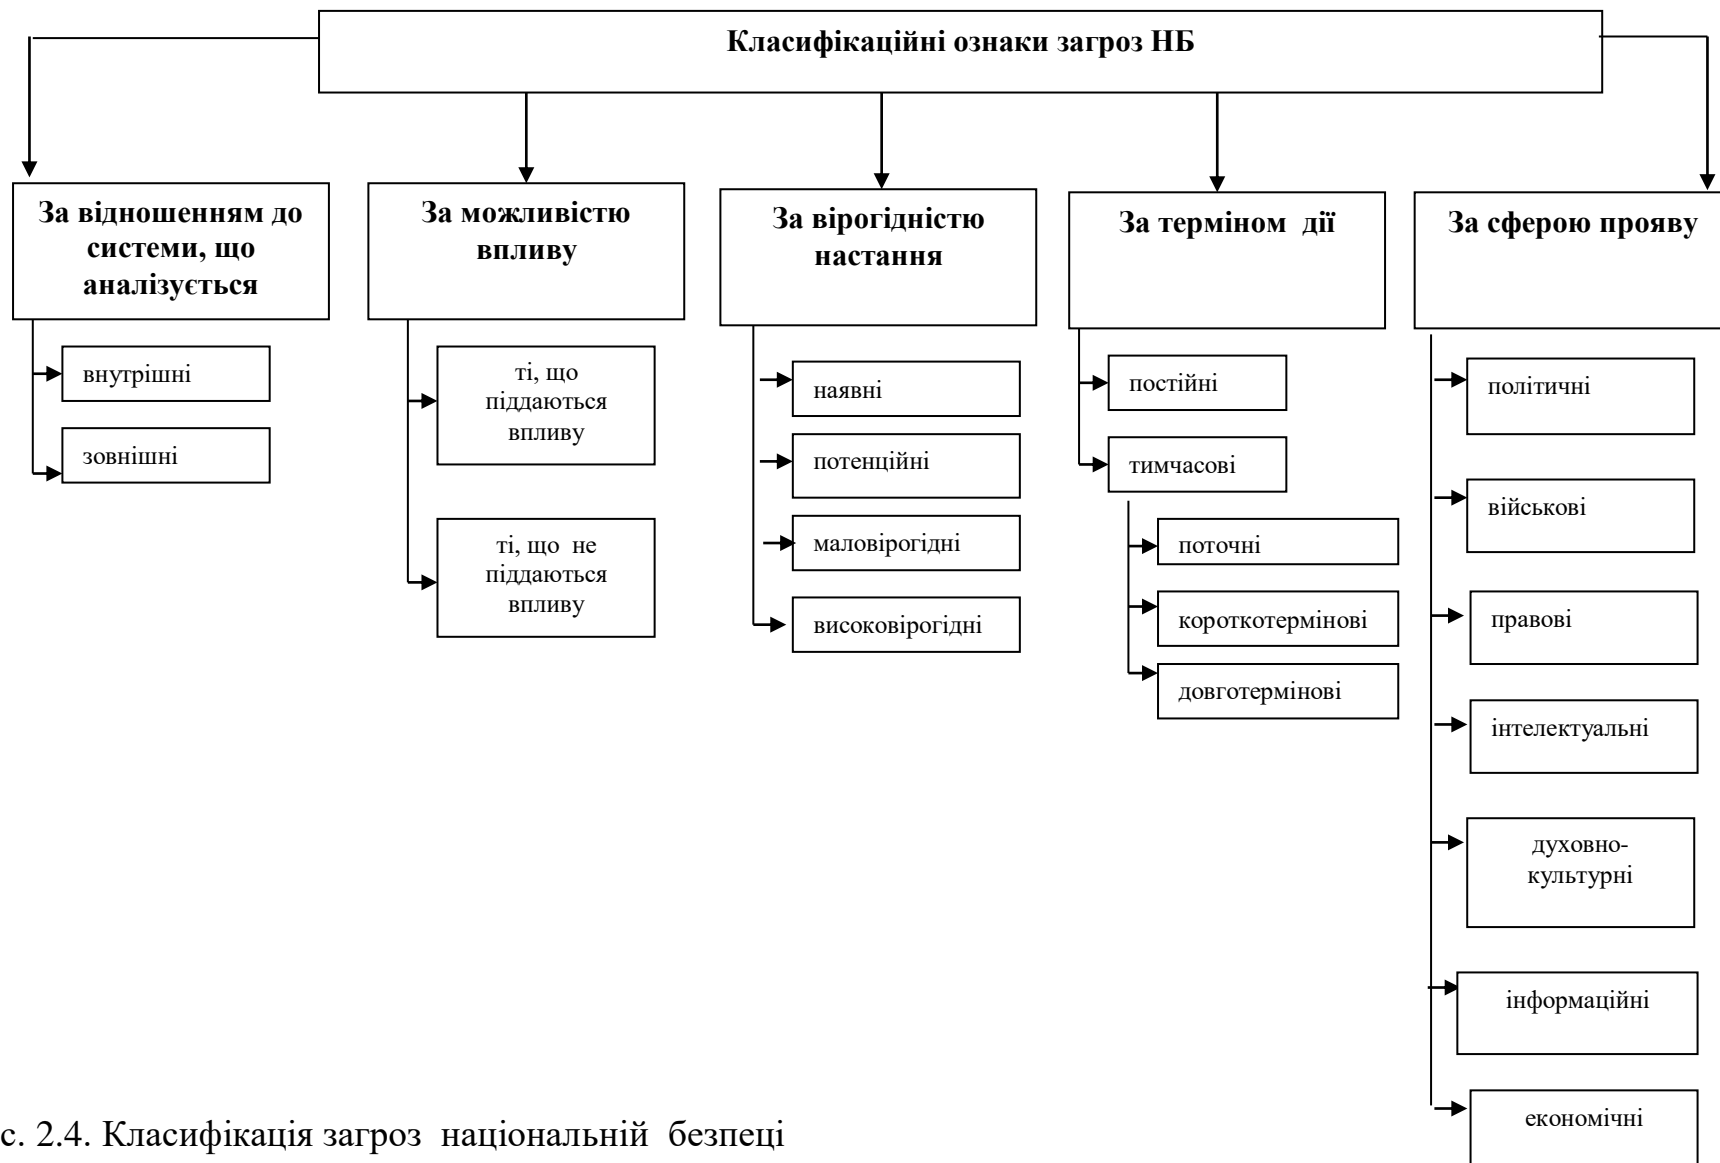 Класифікаційні ознаки загроз НБ
За відношенням до
системи, що
аналізується
внутрішні
зовнішні
За можливістю
впливу
ті, що
піддаються
впливу
ті, що не
піддаються
впливу
За вірогідністю
настання
наявні
потенційні
маловірогідні
високовірогідні
За терміном дії
постійні
тимчасові
поточні
короткотермінові
довготермінові
За сферою прояву
політичні
військові
правові
інтелектуальні
духовно-
культурні
інформаційні
економічні
с. 2.4. Класифікація загроз національній безпеці